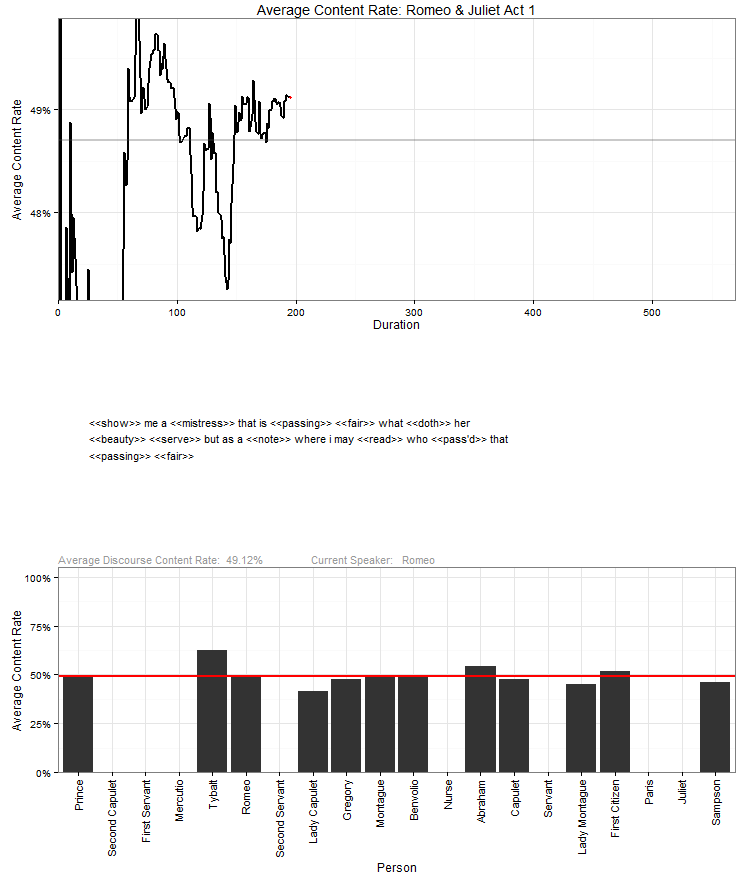 Average Content Rate: Romeo & Juliet Act 1
Average Content Rate
49%
48%
0 100 200 300 400 500
Duration
<<show>> me a <<mistress>> that is <<passing>> <<fair>> what <<doth>> her
<<beauty>> <<serve>> but as a <<note>> where i may <<read>> who <<pass'd>> that
<<passing>> <<fair>>
Average Discourse Content Rate: 49.12% Current Speaker: Romeo
Average Content Rate
100%
75%
50%
25%
0%
Prince
Second Capulet
First Servant
Mercutio
Tybalt
Romeo
Second Servant
Lady Capulet
Gregory
Montague
Benvolio
Nurse
Abraham
Capulet
Servant
Lady Montague
First Citizen
Paris
Juliet
Sampson
Person